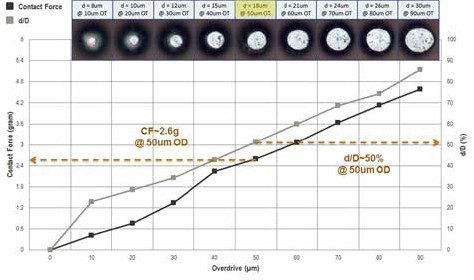 Contact Force
d/D
d = 8um
@ 10um OT
d = 10um
@ 20um OT
d = 12um
@ 30um OT
d = 15um
@ 40um OT
d = 18um
@ 50um OT
d = 21um
@ 60um OT
d = 24um
@ 70um OT
d = 26um
@ 80um OT
d = 30um
@ 90um OT
6
5.4
4.8
4.2
3.6
3
2.4
1.8
1.2
0.6
0
Contact Force (gram)
100
90
80
70
60
50
40
30
20
10
0
d/D (%)
CF~2.6g
@ 50um OD
d/D~50%
@ 50um OD
0
10
20
30
40
50
60
70
80
90
Overdrive (μm)